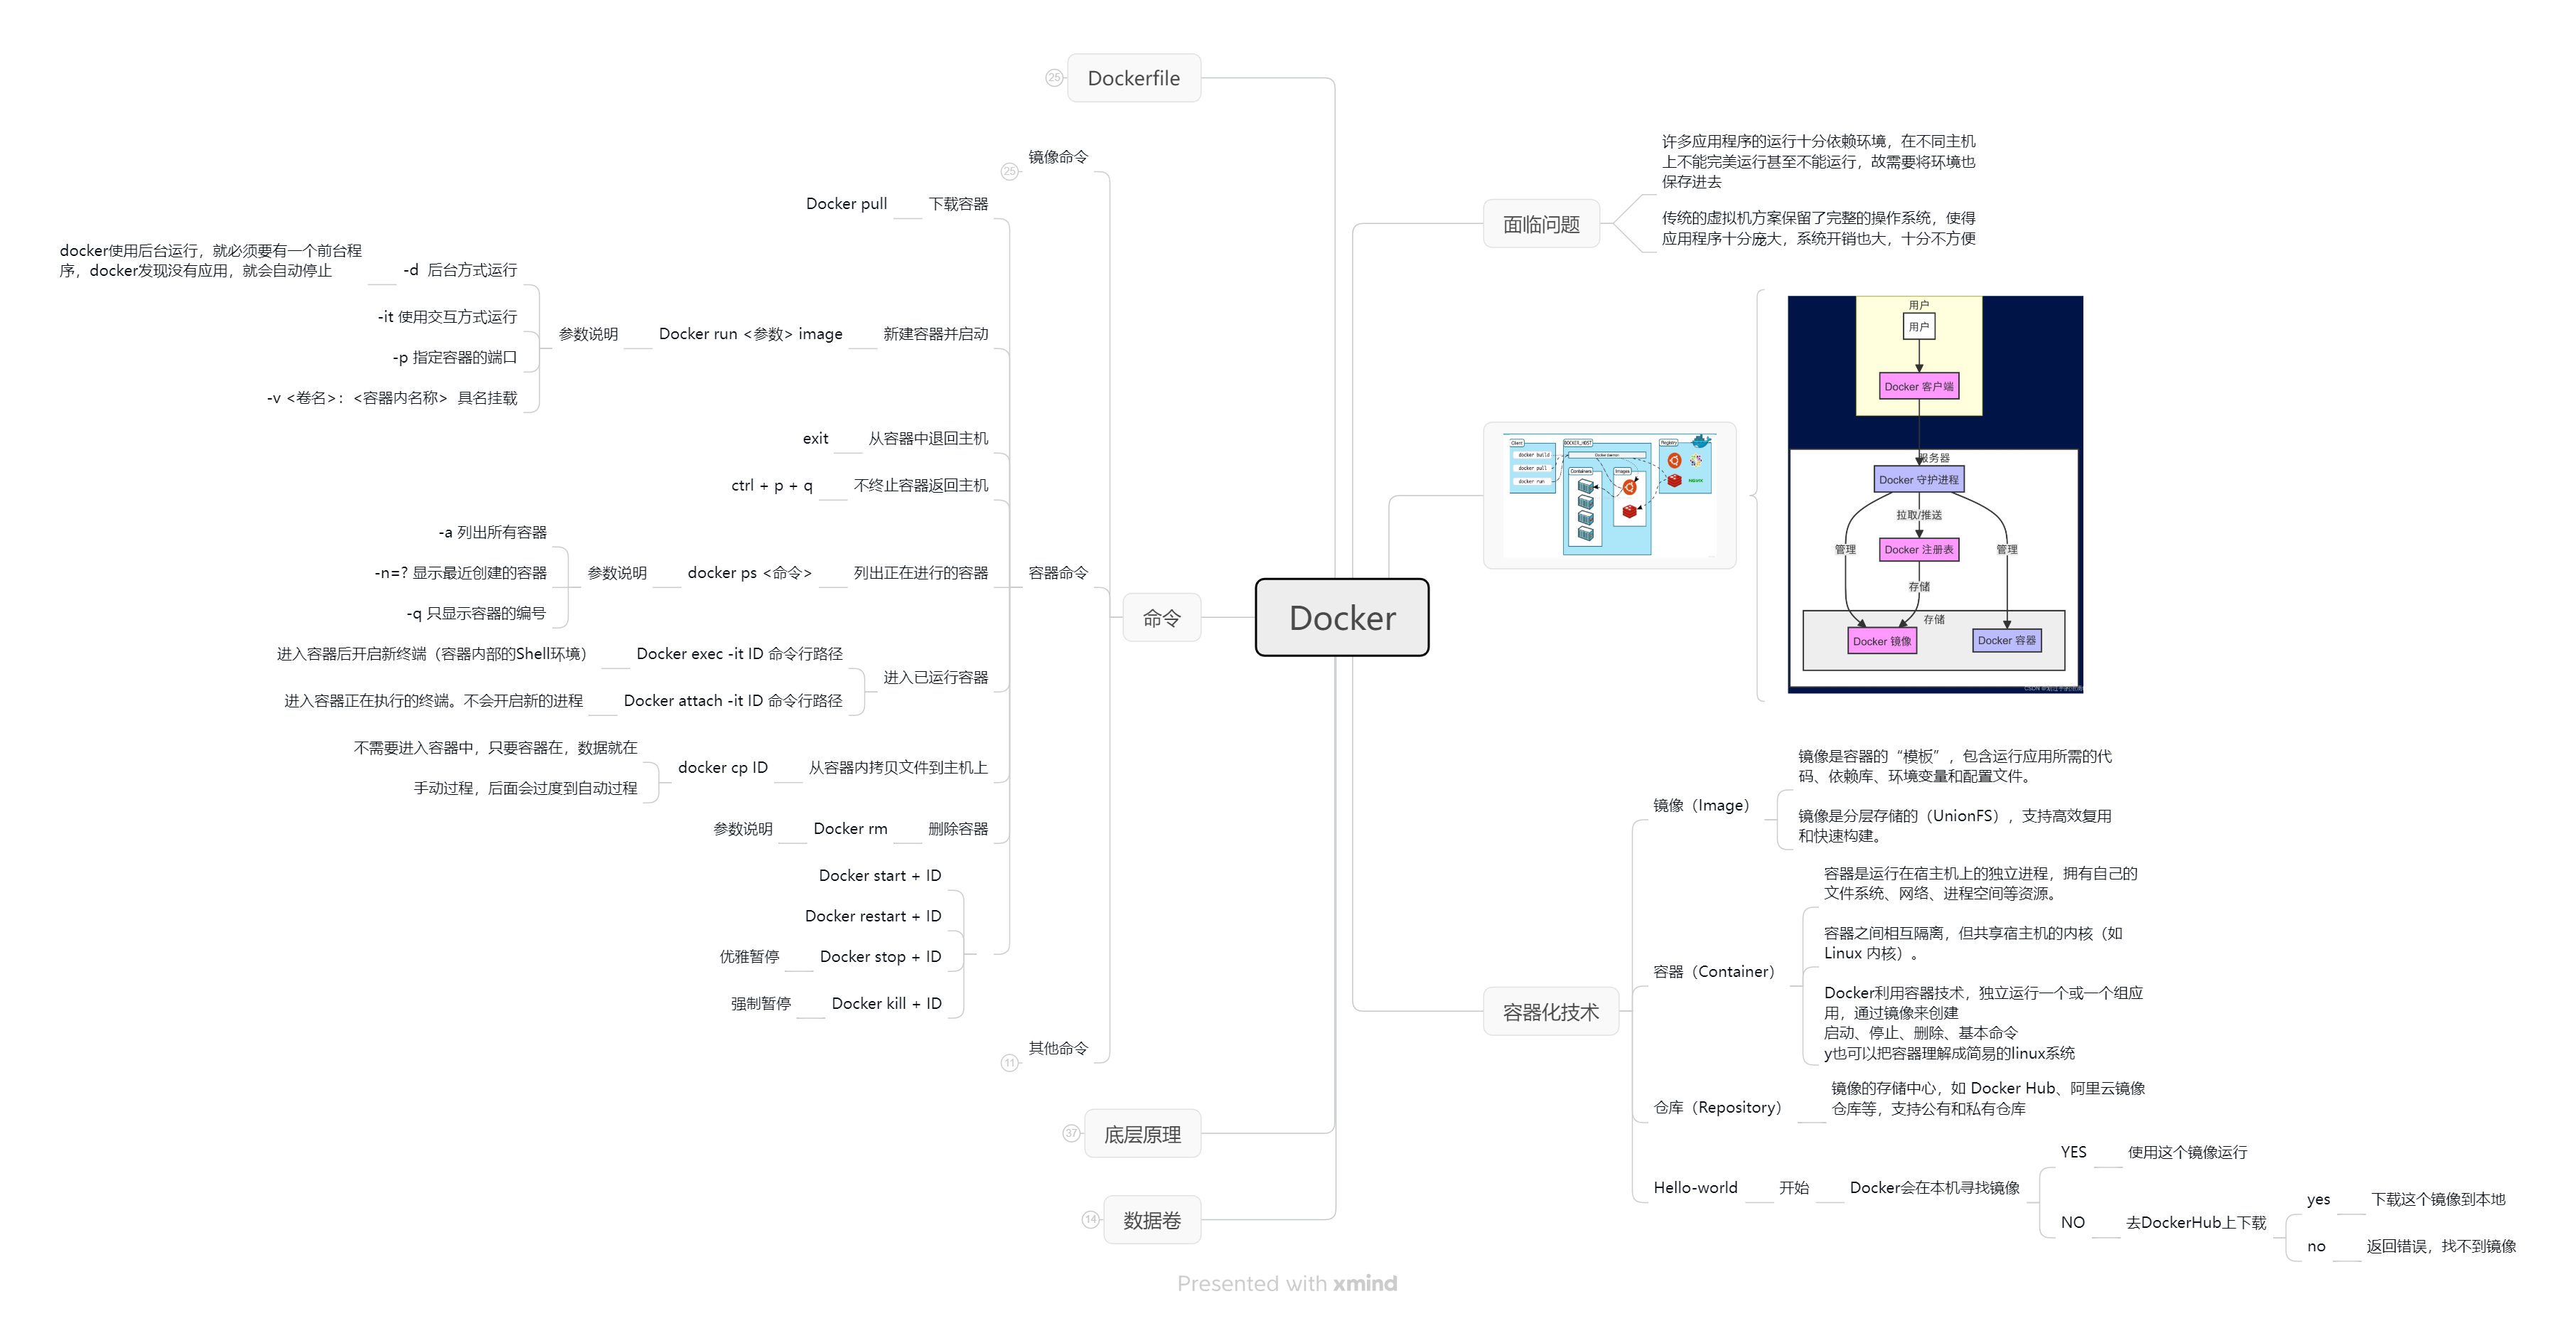 Docker
面临问题
许多应用程序的运行十分依赖环境，在不同主机
上不能完美运行甚至不能运行，故需要将环境也
保存进去
传统的虚拟机方案保留了完整的操作系统，使得
应用程序十分庞大，系统开销也大，十分不方便
Client
docker build
docker pull
docker run
DOCKER_HOST
Docker daemon
Containers
Images
Registry
NGINX
用户
用户
Docker 客户端
服务器
Docker 守护进程
拉取/推送
管理
Docker 注册表
管理
存储
存储
Docker 镜像
Docker 容器
容器化技术
镜像（Image）
镜像是容器的“模板”，包含运行应用所需的代
码、依赖库、环境变量和配置文件。
镜像是分层存储的（UnionFS），支持高效复用
和快速构建。
容器（Container）
容器是运行在宿主机上的独立进程，拥有自己的
文件系统、网络、进程空间等资源。
容器之间相互隔离，但共享宿主机的内核（如
Linux 内核）。
Docker利用容器技术，独立运行一个或一个组应
用，通过镜像来创建
启动、停止、删除、基本命令
y也可以把容器理解成简易的linux系统
仓库（Repository）
镜像的存储中心，如 Docker Hub、阿里云镜像
仓库等，支持公有和私有仓库
Hello-world
开始
Docker会在本机寻找镜像
YES
使用这个镜像运行
NO
去DockerHub上下载
yes
下载这个镜像到本地
no
返回错误，找不到镜像
Dockerfile
25
命令
镜像命令
25
容器命令
下载容器
Docker pull
新建容器并启动
Docker run <参数> image
参数说明
-d  后台方式运行
docker使用后台运行，就必须要有一个前台程
序，docker发现没有应用，就会自动停止
-it 使用交互方式运行
-p 指定容器的端口
-v <卷名>：<容器内名称>  具名挂载
从容器中退回主机
exit
不终止容器返回主机
ctrl + p + q
列出正在进行的容器
docker ps <命令>
参数说明
-a 列出所有容器
-n=? 显示最近创建的容器
-q 只显示容器的编号
进入已运行容器
Docker exec -it ID 命令行路径
进入容器后开启新终端（容器内部的Shell环境）
Docker attach -it ID 命令行路径
进入容器正在执行的终端。不会开启新的进程
从容器内拷贝文件到主机上
docker cp ID
不需要进入容器中，只要容器在，数据就在
手动过程，后面会过度到自动过程
删除容器
Docker rm
参数说明
Docker start + ID
Docker restart + ID
Docker stop + ID
优雅暂停
Docker kill + ID
强制暂停
其他命令
11
底层原理
37
数据卷
14
Presented with xmind